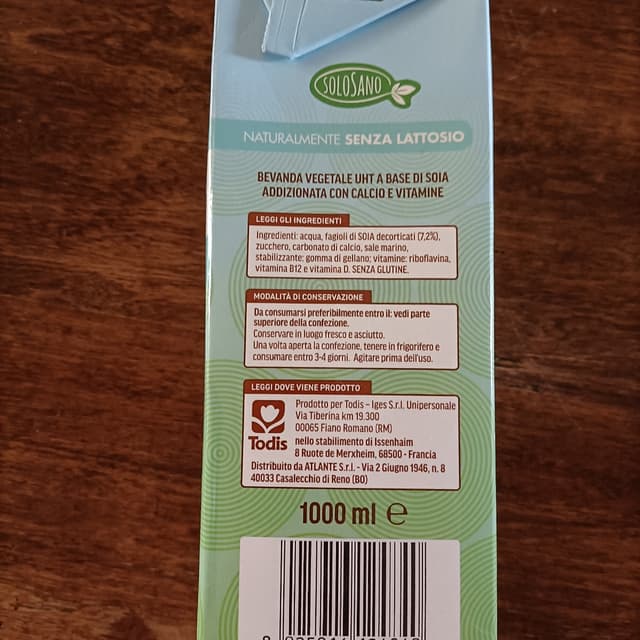 SOLOSANO
NATURALMENTE SENZA LATTOSIO
BEVANDA VEGETALE UHT A BASE DI SOIA
ADDIZIONATA CON CALCIO E VITAMINE
LEGGI GLI INGREDIENTI
Ingredienti: acqua, fagioli di SOIA decorticati (7,2%),
zucchero, carbonato di calcio, sale marino,
stabilizzante: gomma di gellano; vitamine: riboflavina,
vitamina B12 e vitamina D. SENZA GLUTINE.
MODALITÀ DI CONSERVAZIONE
Da consumarsi preferibilmente entro il: vedi parte
superiore della confezione.
Conservare in luogo fresco e asciutto.
Una volta aperta la confezione, tenere in frigorifero e
consumare entro 3-4 giorni. Agitare prima dell'uso.
LEGGI DOVE VIENE PRODOTTO
Todis
Prodotto per Todis – Iges S.r.l. Unipersonale
Via Tiberina km 19.300
00065 Fiano Romano (RM)
nello stabilimento di Issenhaim
8 Ruote de Merxheim, 68500 - Francia
Distribuito da ATLANTE S.r.l. - Via 2 Giugno 1946, n. 8
40033 Casalecchio di Reno (BO)
1000 ml ℮